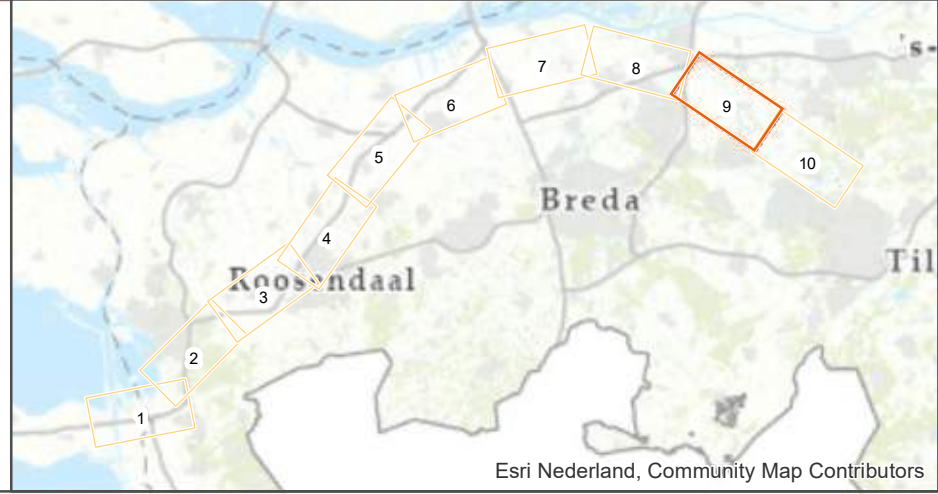 's-
7
8
6
9
5
10
Breda
4
Til
Roosendaal
3
2
1
Esri Nederland, Community Map Contributors